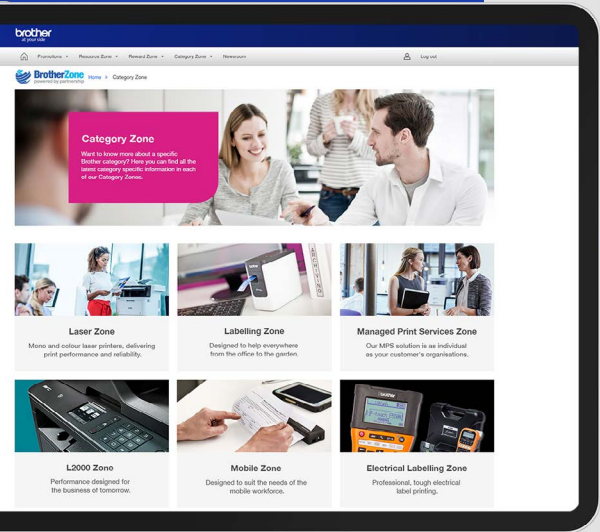 brother
at your side
Promotions
Resource Zone
Reward Zone
Category Zone
Newsroom
Log out
BrotherZone
powered by partnership
Home
Category Zone
Category Zone
Want to know more about a specific
Brother category? Here you can find all the
latest category specific information in each
of our Category Zones.
ARCHIVING
Laser Zone
Mono and colour laser printers, delivering
print performance and reliability.
Labelling Zone
Designed to help everywhere
from the office to the garden.
Managed Print Services Zone
Our MPS solution is as individual
as your customer's organisations.
L2000 Zone
Performance designed for
the business of tomorrow.
Mobile Zone
Designed to suit the needs of the
mobile workforce.
Electrical Labelling Zone
Professional, tough electrical
label printing.